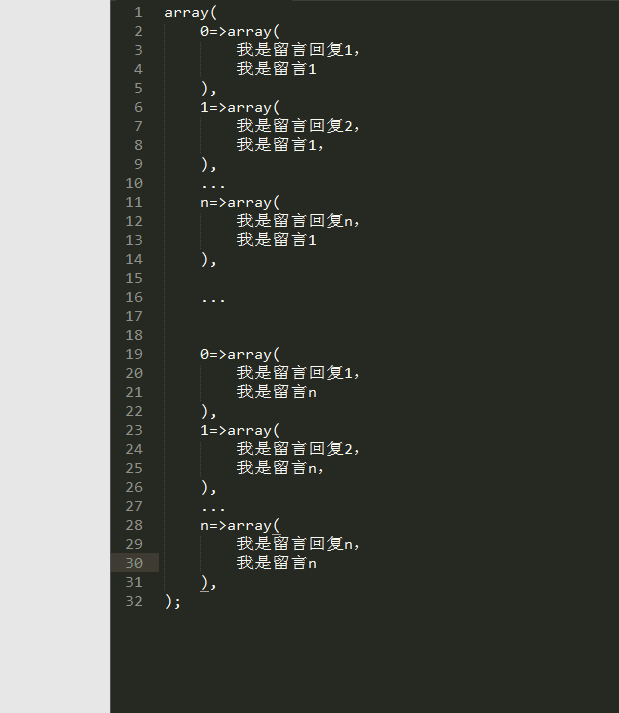 1 array(
2 0=>array(
3 我是留言回复1,
4 我是留言1
5 ),
6 1=>array(
7 我是留言回复2,
8 我是留言1,
9 ),
10 ...
11 n=>array(
12 我是留言回复n,
13 我是留言1
14 ),
15
16 ...
17
18
19 0=>array(
20 我是留言回复1,
21 我是留言n
22 ),
23 1=>array(
24 我是留言回复2,
25 我是留言n,
26 ),
27 ...
28 n=>array(
29 我是留言回复n,
30 我是留言n
31 ),
32 );